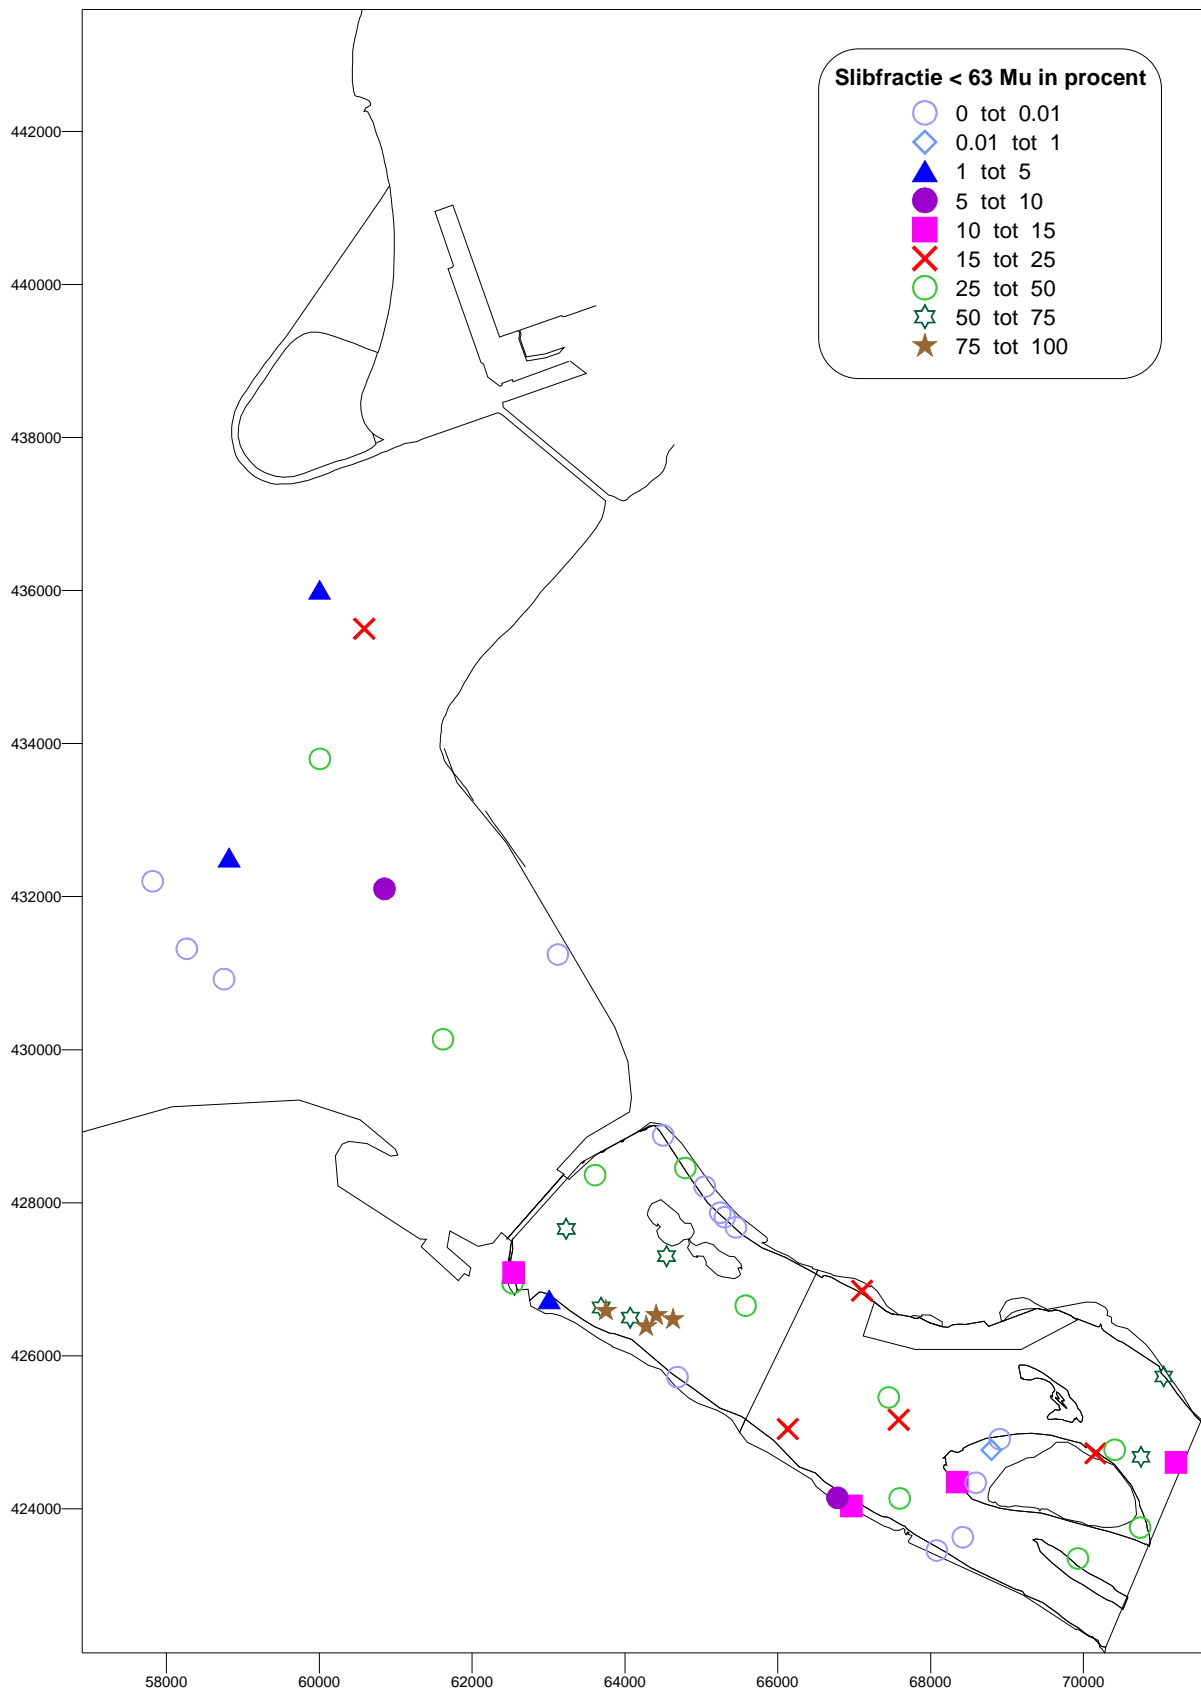 Slibfractie < 63 Mu in procent
0 tot 0.01
0.01 tot 1
1 tot 5
5 tot 10
10 tot 15
15 tot 25
25 tot 50
50 tot 75
75 tot 100
442000
440000
438000
436000
434000
432000
430000
428000
426000
424000
58000 60000 62000 64000 66000 68000 70000